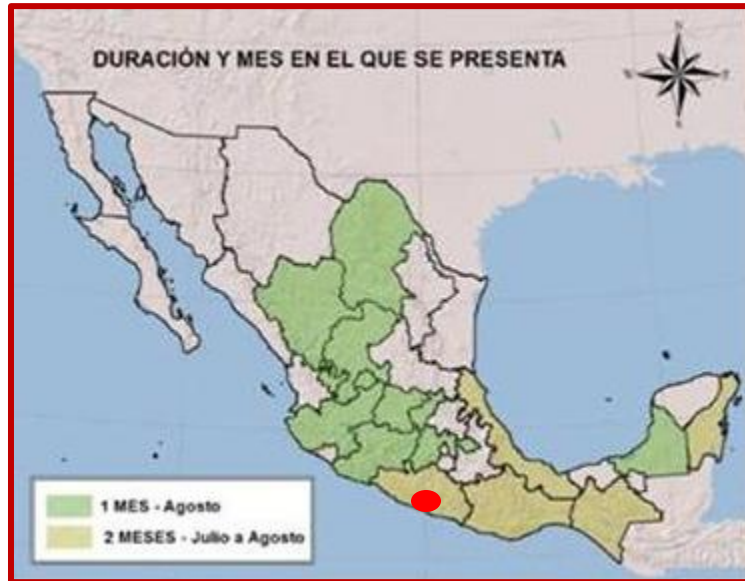 DURACIÓN Y MES EN EL QUE SE PRESENTA
N
S
1 MES - Agosto
2 MESES - Julio a Agosto